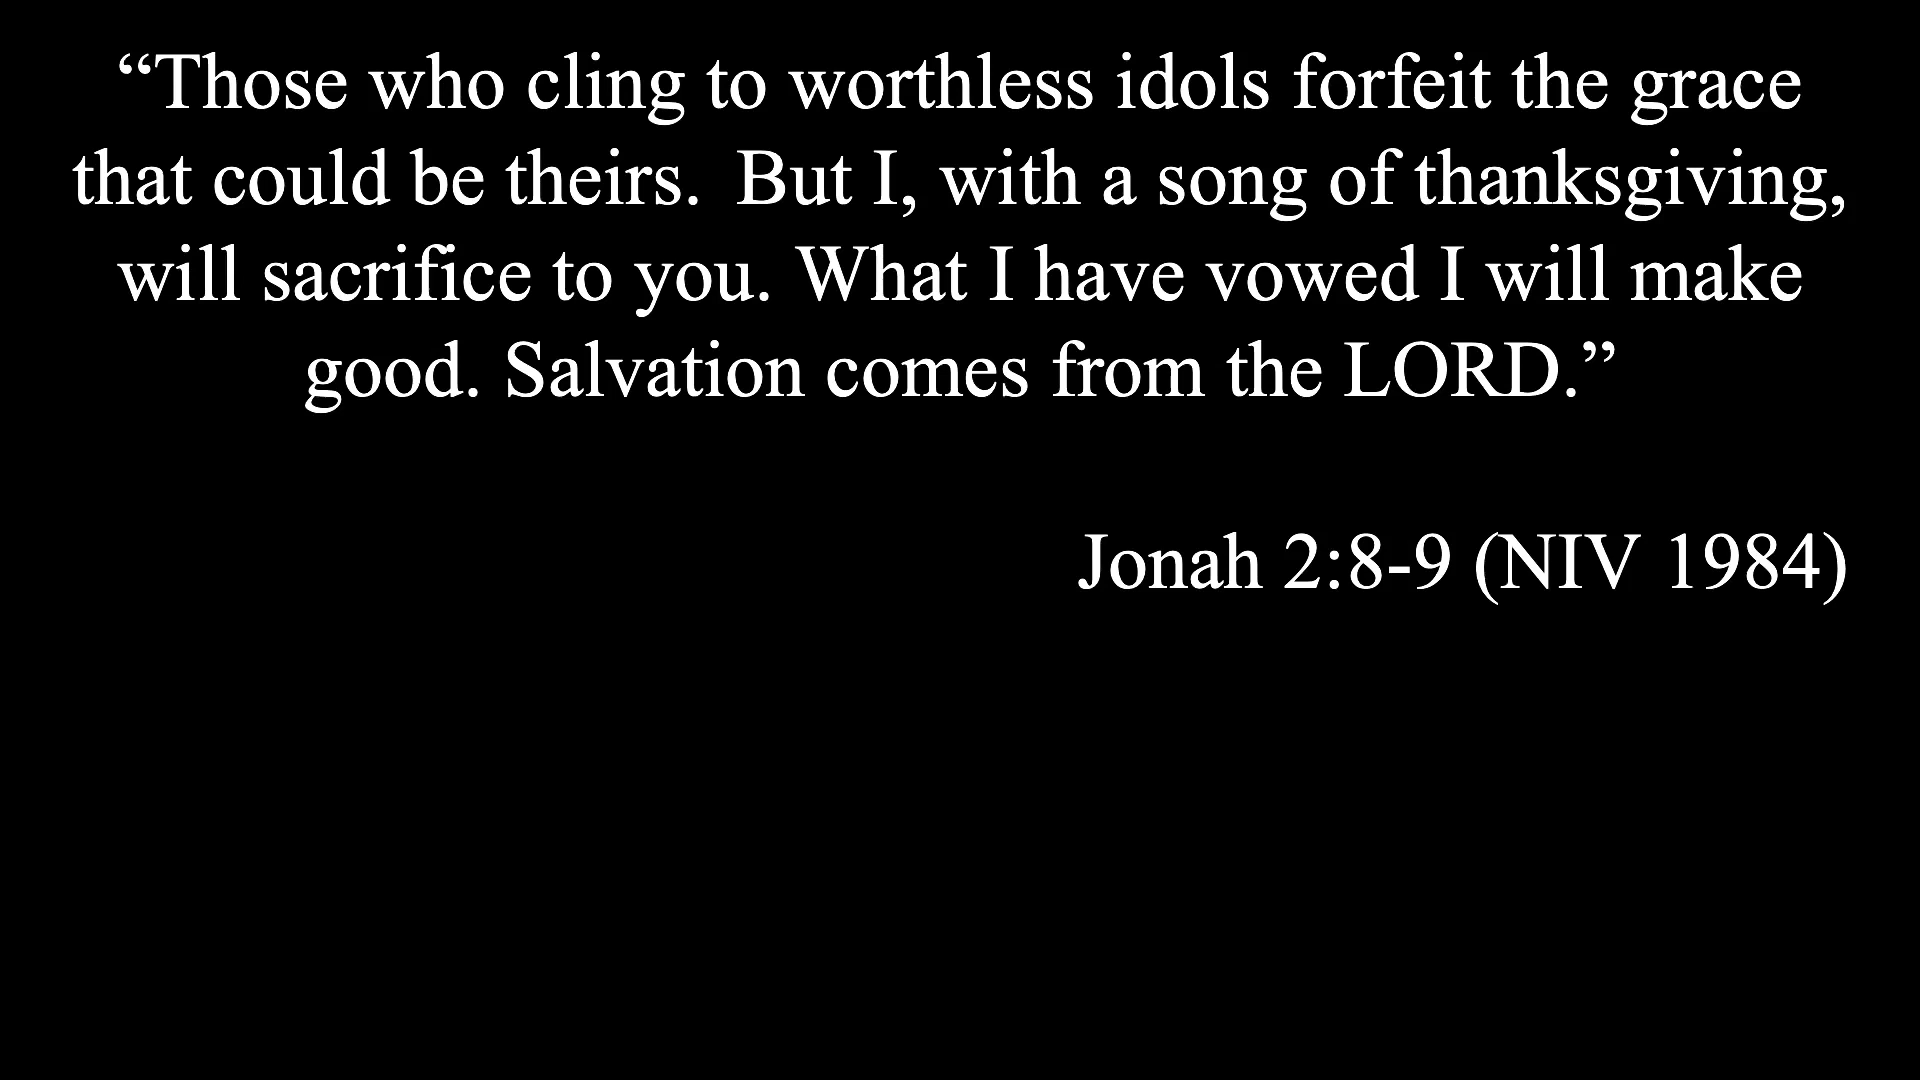 “Those who cling to worthless idols forfeit the grace
that could be theirs.  But I, with a song of thanksgiving,
will sacrifice to you. What I have vowed I will make
good. Salvation comes from the LORD.”
Jonah 2:8-9 (NIV 1984)